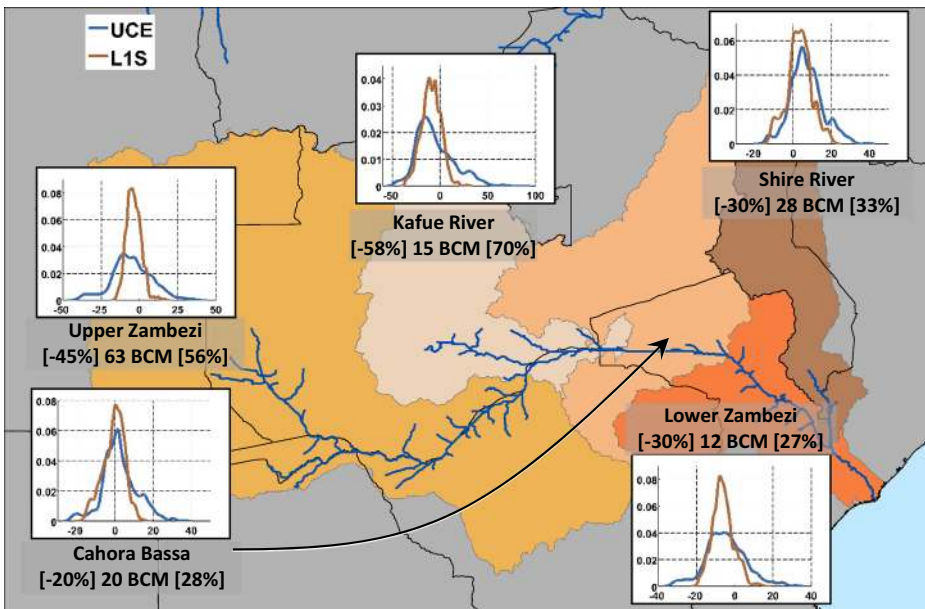 UCE
L1S
0.04
0.03
0.02
0.01
0
-50 0 50 100
Kafue River
[-58%] 15 BCM [70%]
0.06
0.04
0.02
0
-20 0 20 40
Shire River
[-30%] 28 BCM [33%]
0.08
0.06
0.04
0.02
0
-50 -25 0 25 50
Upper Zambezi
[-45%] 63 BCM [56%]
0.08
0.06
0.04
0.02
0
-20 0 20 40
Cahora Bassa
[-20%] 20 BCM [28%]
Lower Zambezi
[-30%] 12 BCM [27%]
0.08
0.06
0.04
0.02
0
-40 -20 0 20 40